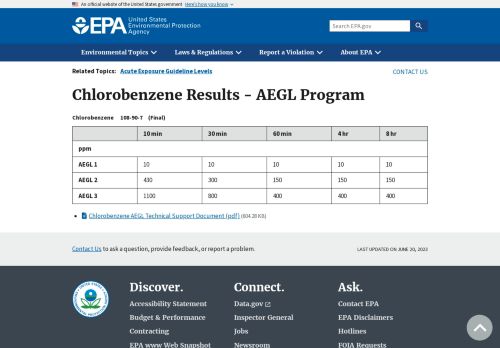 An official website of the United States government Here's how you know
EPA United States Environmental Protection Agency
Search EPA.gov
Environmental Topics Laws & Regulations Report a Violation About EPA
Related Topics: Acute Exposure Guideline Levels CONTACT US
Chlorobenzene Results - AEGL Program
Chlorobenzene 108-90-7 (Final)
10 min 30 min 60 min 4 hr 8 hr
ppm
AEGL 1 10 10 10 10 10
AEGL 2 430 300 150 150 150
AEGL 3 1100 800 400 400 400
Chlorobenzene AEGL Technical Support Document (pdf) (604.28 KB)
Contact Us to ask a question, provide feedback, or report a problem. LAST UPDATED ON JUNE 20, 2023
Discover. Connect. Ask.
Accessibility Statement Data.gov Contact EPA
Budget & Performance Inspector General EPA Disclaimers
Contracting Jobs Hotlines
EPA www Web Snapshot Newsroom FOIA Requests